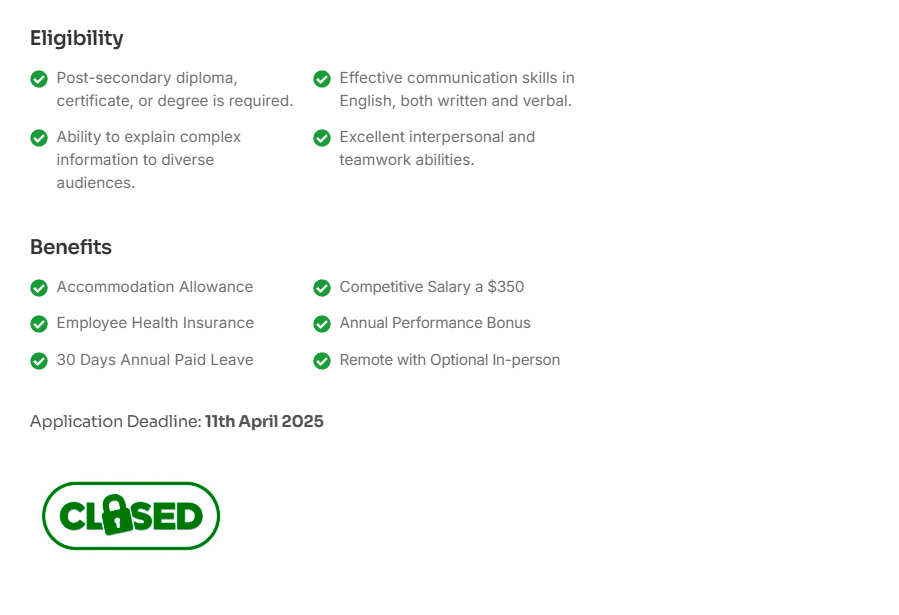 Eligibility
Post-secondary diploma,
certificate, or degree is required.
Effective communication skills in
English, both written and verbal.
Ability to explain complex
information to diverse
audiences.
Excellent interpersonal and
teamwork abilities.
Benefits
Accommodation Allowance
Competitive Salary a $350
Employee Health Insurance
Annual Performance Bonus
30 Days Annual Paid Leave
Remote with Optional In-person
Application Deadline: 11th April 2025
CLOSED